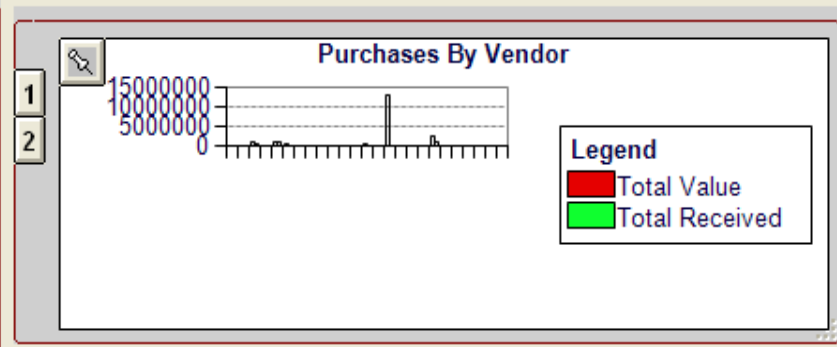 Purchases By Vendor
1
2
15000000
10000000
5000000
0
Legend
Total Value
Total Received